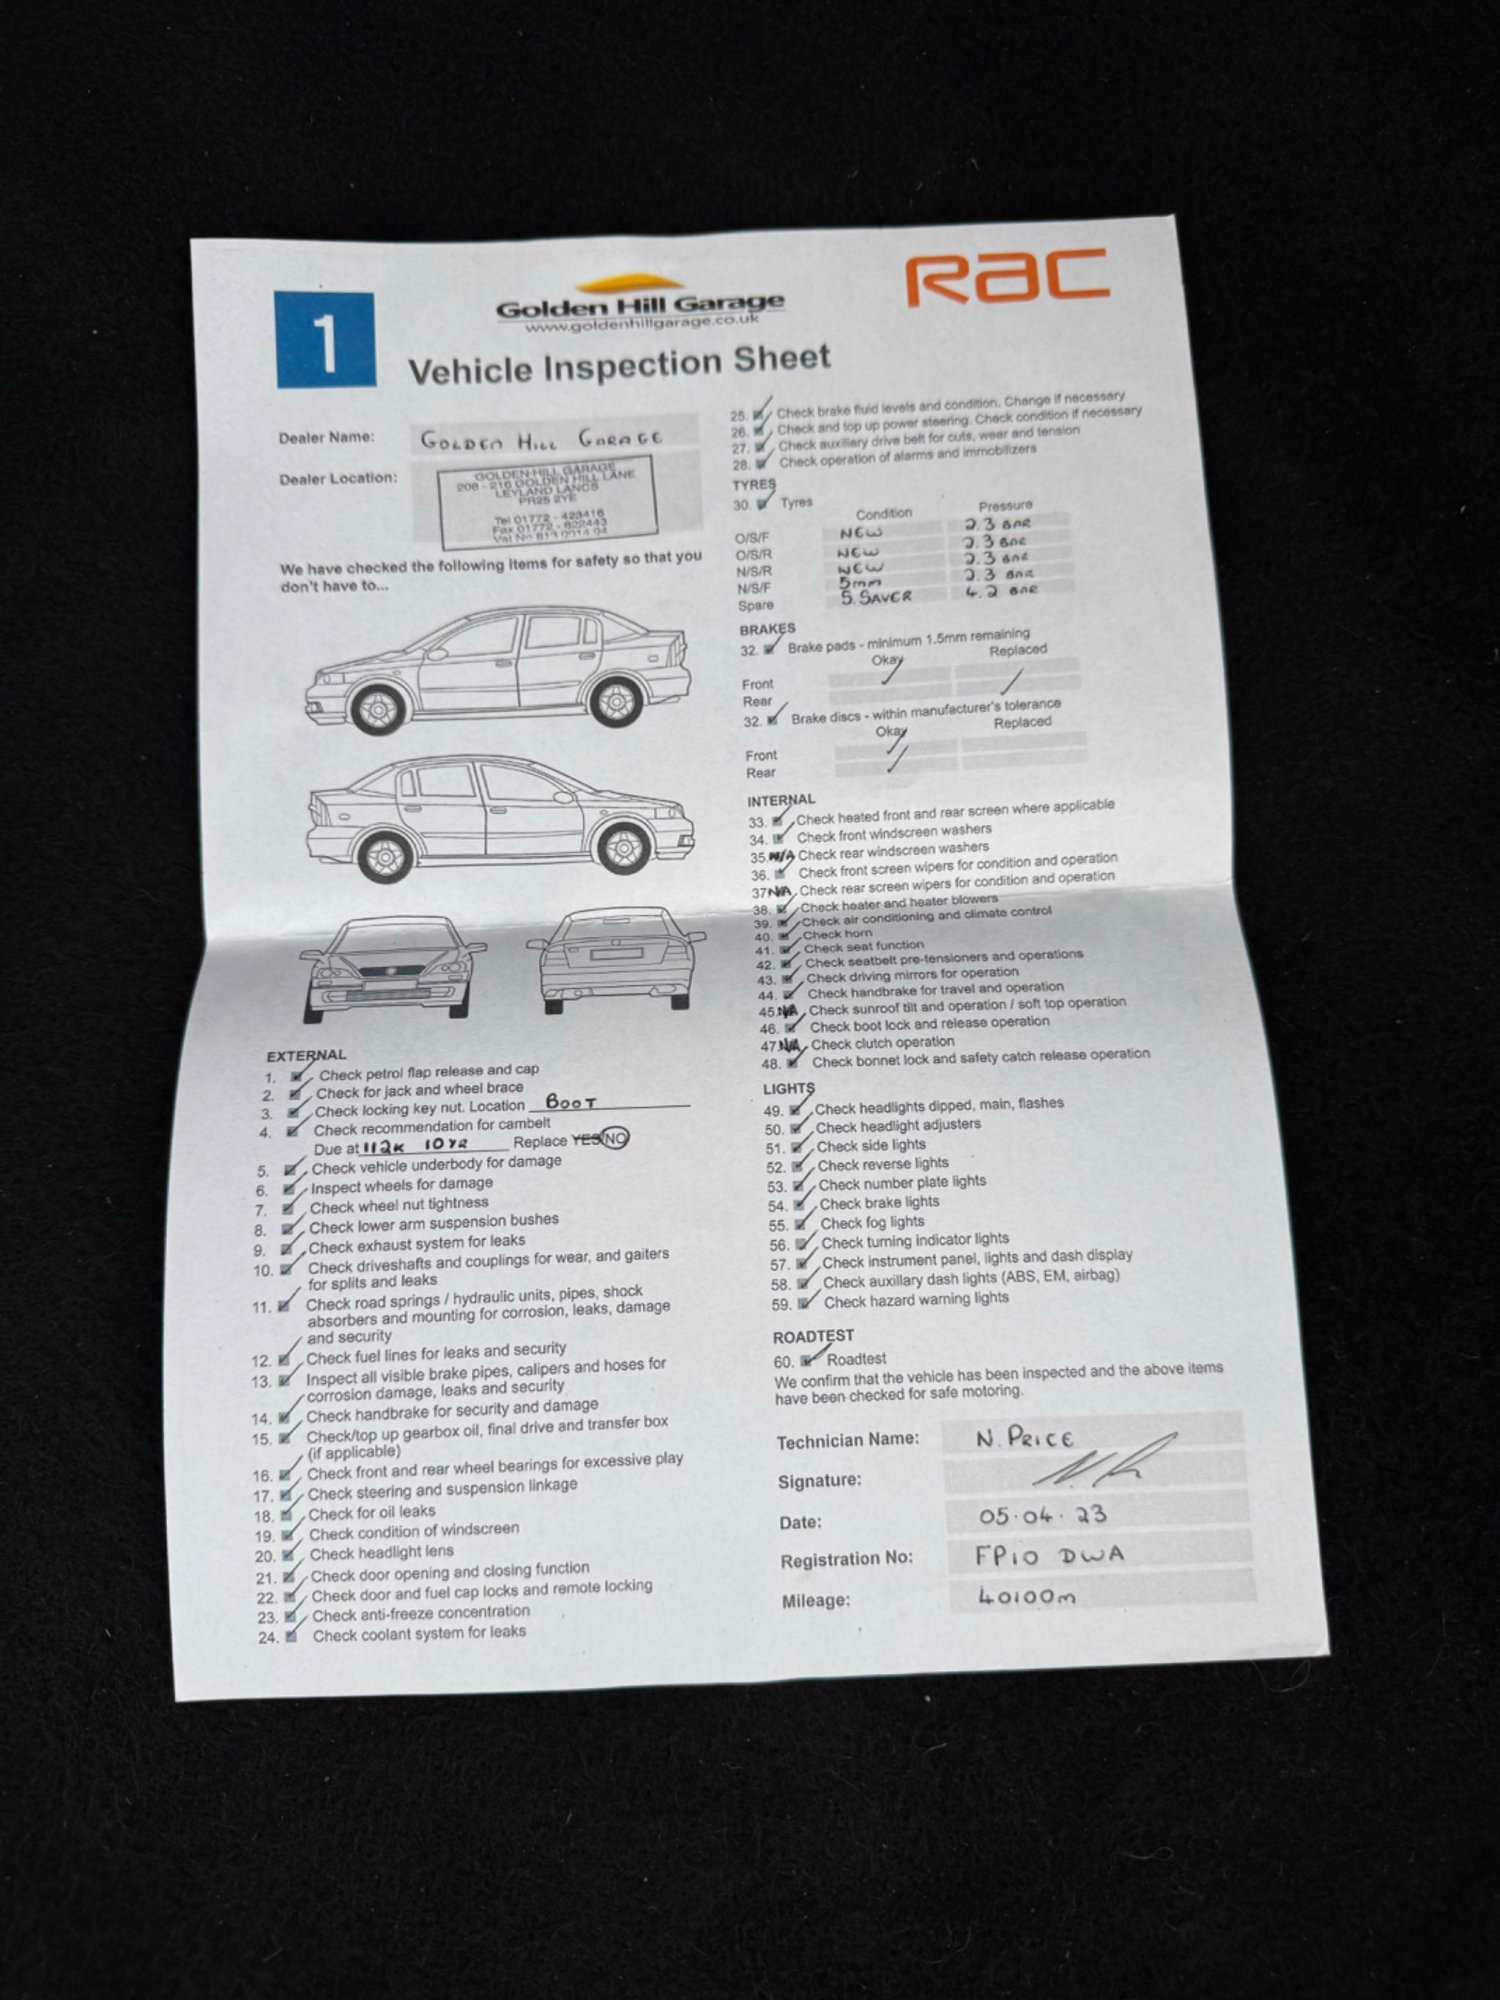 1
Golden Hill Garage
www.goldenhillgarage.co.uk
RAC
Vehicle Inspection Sheet
Dealer Name: GOLDEN HILL GARAGE
Dealer Location:
GOLDEN HILL GARAGE
208 - 216 GOLDEN HILL LANE
LEYLAND LANCS
PR25 2YE
Tel 01772 - 423416
Fax 01772 - 622443
We have checked the following items for safety so that you
don't have to...
EXTERNAL
1. Check petrol flap release and cap
2. Check for jack and wheel brace
3. Check locking key nut. Location BOOT
4. Check recommendation for cambelt
Due at 112K 10YR Replace YES/NO
5. Check vehicle underbody for damage
6. Inspect wheels for damage
7. Check wheel nut tightness
8. Check lower arm suspension bushes
9. Check exhaust system for leaks
10. Check driveshafts and couplings for wear, and gaiters
for splits and leaks
11. Check road springs / hydraulic units, pipes, shock
absorbers and mounting for corrosion, leaks, damage
and security
12. Check fuel lines for leaks and security
13. Inspect all visible brake pipes, calipers and hoses for
corrosion damage, leaks and security
14. Check handbrake for security and damage
15. Check/top up gearbox oil, final drive and transfer box
(if applicable)
16. Check front and rear wheel bearings for excessive play
17. Check steering and suspension linkage
18. Check for oil leaks
19. Check condition of windscreen
20. Check headlight lens
21. Check door opening and closing function
22. Check door and fuel cap locks and remote locking
23. Check anti-freeze concentration
24. Check coolant system for leaks
25. Check brake fluid levels and condition. Change if necessary
26. Check and top up power steering. Check condition if necessary
27. Check auxiliary drive belt for cuts, wear and tension
28. Check operation of alarms and immobilizers
TYRES
30. Tyres Condition Pressure
O/S/F NEW 2.3 BAR
O/S/R NEW 2.3 BAR
N/S/R NEW 2.3 BAR
N/S/F 5mm 2.3 BAR
Spare S.SAVER 4.2 BAR
BRAKES
32. Brake pads - minimum 1.5mm remaining
Okay Replaced
Front
Rear
32. Brake discs - within manufacturer's tolerance
Okay Replaced
Front
Rear
INTERNAL
33. Check heated front and rear screen where applicable
34. Check front windscreen washers
35. N/A Check rear windscreen washers
36. Check front screen wipers for condition and operation
37 N/A Check rear screen wipers for condition and operation
38. Check heater and heater blowers
39. Check air conditioning and climate control
40. Check horn
41. Check seat function
42. Check seatbelt pre-tensioners and operations
43. Check driving mirrors for operation
44. Check handbrake for travel and operation
45. N/A Check sunroof tilt and operation / soft top operation
46. Check boot lock and release operation
47. N/A Check clutch operation
48. Check bonnet lock and safety catch release operation
LIGHTS
49. Check headlights dipped, main, flashes
50. Check headlight adjusters
51. Check side lights
52. Check reverse lights
53. Check number plate lights
54. Check brake lights
55. Check fog lights
56. Check turning indicator lights
57. Check instrument panel, lights and dash display
58. Check auxillary dash lights (ABS, EM, airbag)
59. Check hazard warning lights
ROADTEST
60. Roadtest
We confirm that the vehicle has been inspected and the above items
have been checked for safe motoring.
Technician Name: N. PRICE
Signature:
Date: 05.04.23
Registration No: FP10 DWA
Mileage: 40100m